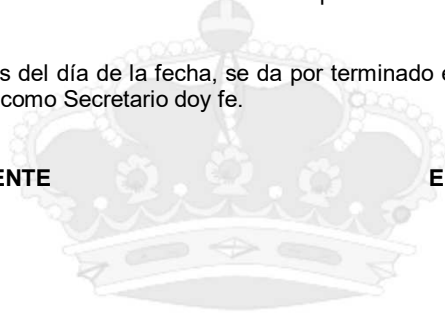 s del día de la fecha, se da por terminado e
como Secretario doy fe.
ENTE E